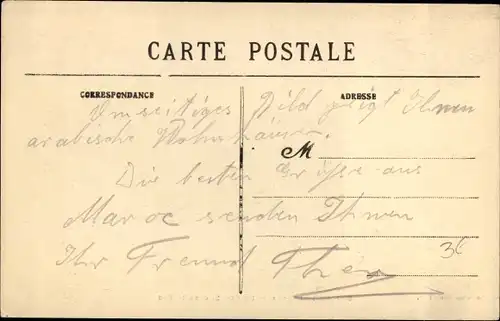 CARTE POSTALE
CORRESPONDANCE
ADRESSE
Umseitiges Bild zeigt Ihnen
arabische Wohnhäuser.
M
Die besten Grüße aus
Maroc senden Ihnen
Ihr Freund
36